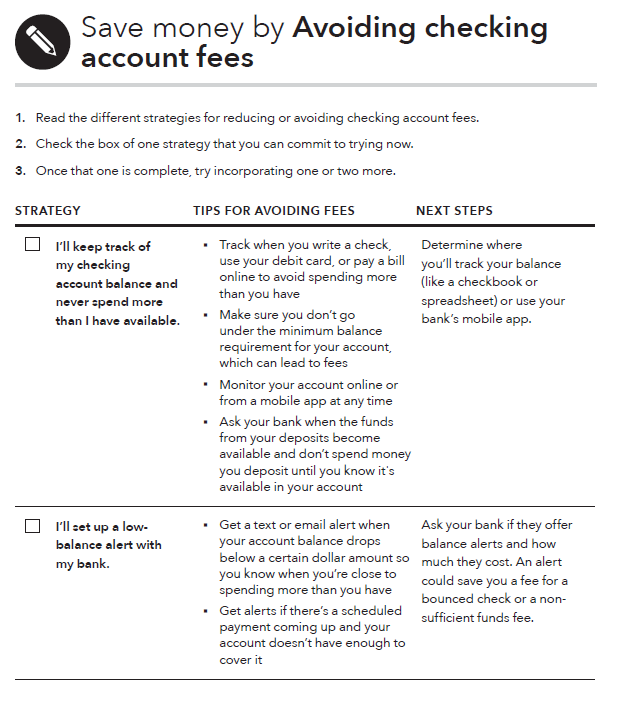 Save money by Avoiding checking
account fees
1. Read the different strategies for reducing or avoiding checking account fees.
2. Check the box of one strategy that you can commit to trying now.
3. Once that one is complete, try incorporating one or two more.
STRATEGY
TIPS FOR AVOIDING FEES
NEXT STEPS
I'll keep track of
my checking
account balance and
never spend more
than I have available.
• Track when you write a check,
use your debit card, or pay a bill
online to avoid spending more
than you have
• Make sure you don't go
under the minimum balance
requirement for your account,
which can lead to fees
• Monitor your account online or
from a mobile app at any time
• Ask your bank when the funds
from your deposits become
available and don't spend money
you deposit until you know it's
available in your account
Determine where
you'll track your balance
(like a checkbook or
spreadsheet) or use your
bank's mobile app.
I'll set up a low-
balance alert with
my bank.
• Get a text or email alert when
your account balance drops
below a certain dollar amount so
you know when you're close to
spending more than you have
• Get alerts if there's a scheduled
payment coming up and your
account doesn't have enough to
cover it
Ask your bank if they offer
balance alerts and how
much they cost. An alert
could save you a fee for a
bounced check or a non-
sufficient funds fee.